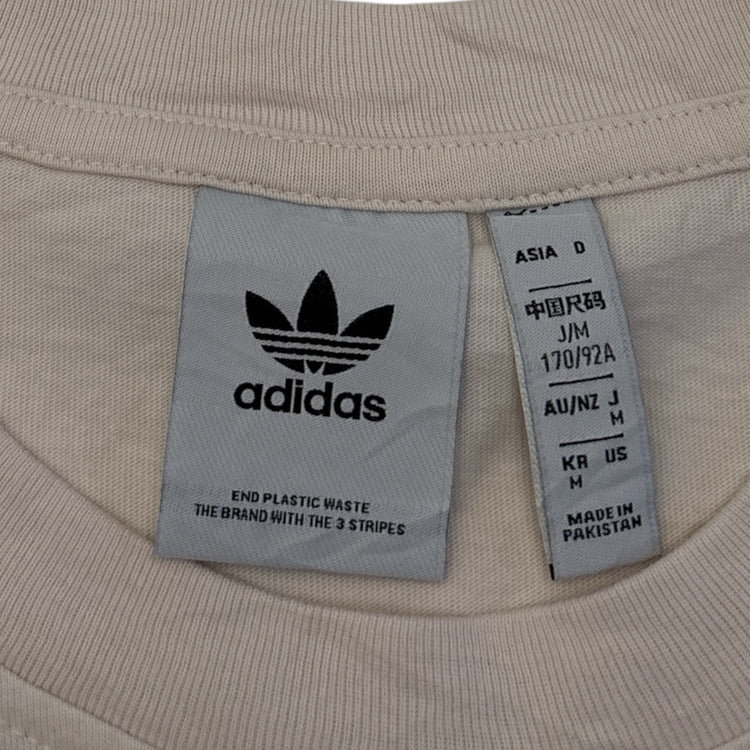 adidas
END PLASTIC WASTE
THE BRAND WITH THE 3 STRIPES
ASIA D
中国尺码
J/M
170/92A
AU/NZ J
M
KR US
M
MADE IN
PAKISTAN